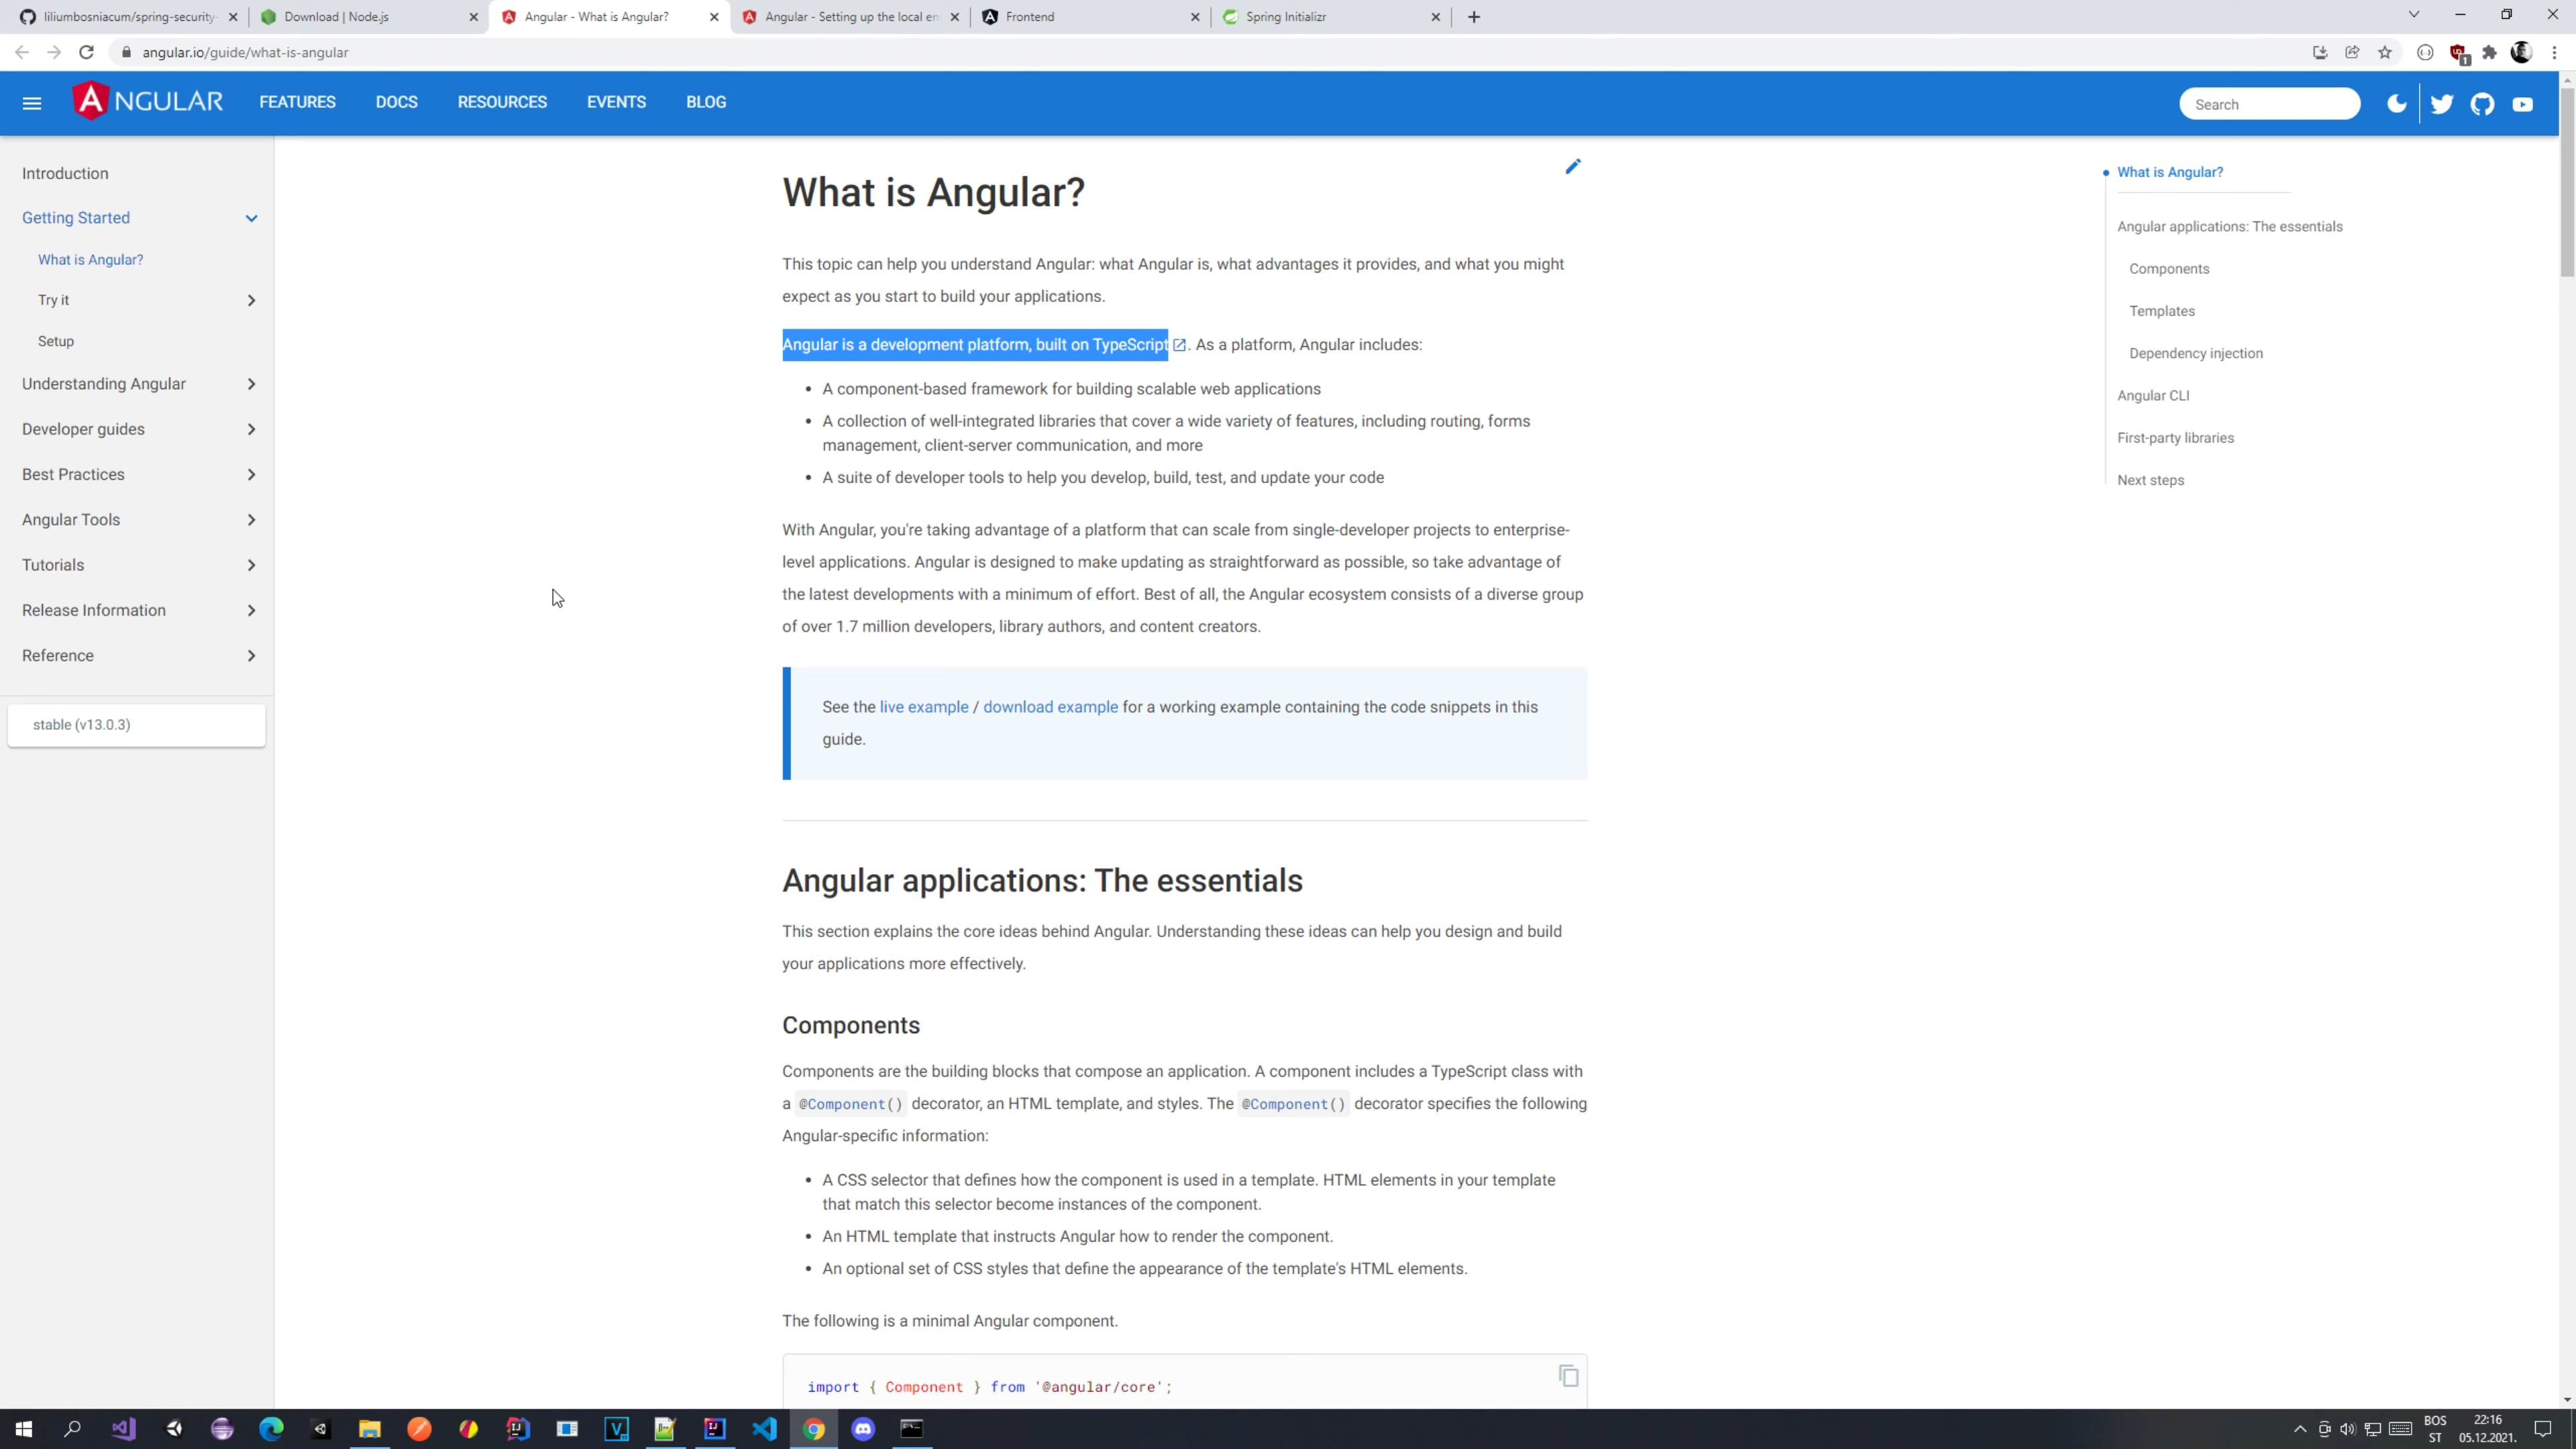 liliumbosniacum/spring-security-
Download | Node.js
Angular - What is Angular?
Angular - Setting up the local en
Frontend
Spring Initializr
angular.io/guide/what-is-angular
1
ANGULAR
FEATURES
DOCS
RESOURCES
EVENTS
BLOG
Search
Introduction
Getting Started
What is Angular?
Try it
Setup
Understanding Angular
Developer guides
Best Practices
Angular Tools
Tutorials
Release Information
Reference
stable (v13.0.3)
What is Angular?
This topic can help you understand Angular: what Angular is, what advantages it provides, and what you might
expect as you start to build your applications.
Angular is a development platform, built on TypeScript . As a platform, Angular includes:
• A component-based framework for building scalable web applications
• A collection of well-integrated libraries that cover a wide variety of features, including routing, forms
management, client-server communication, and more
• A suite of developer tools to help you develop, build, test, and update your code
With Angular, you're taking advantage of a platform that can scale from single-developer projects to enterprise-
level applications. Angular is designed to make updating as straightforward as possible, so take advantage of
the latest developments with a minimum of effort. Best of all, the Angular ecosystem consists of a diverse group
of over 1.7 million developers, library authors, and content creators.
See the live example / download example for a working example containing the code snippets in this
guide.
Angular applications: The essentials
This section explains the core ideas behind Angular. Understanding these ideas can help you design and build
your applications more effectively.
Components
Components are the building blocks that compose an application. A component includes a TypeScript class with
a @Component() decorator, an HTML template, and styles. The @Component() decorator specifies the following
Angular-specific information:
• A CSS selector that defines how the component is used in a template. HTML elements in your template
that match this selector become instances of the component.
• An HTML template that instructs Angular how to render the component.
• An optional set of CSS styles that define the appearance of the template's HTML elements.
The following is a minimal Angular component.
import { Component } from '@angular/core';
What is Angular?
Angular applications: The essentials
Components
Templates
Dependency injection
Angular CLI
First-party libraries
Next steps
BOS
ST
22:16
05.12.2021.